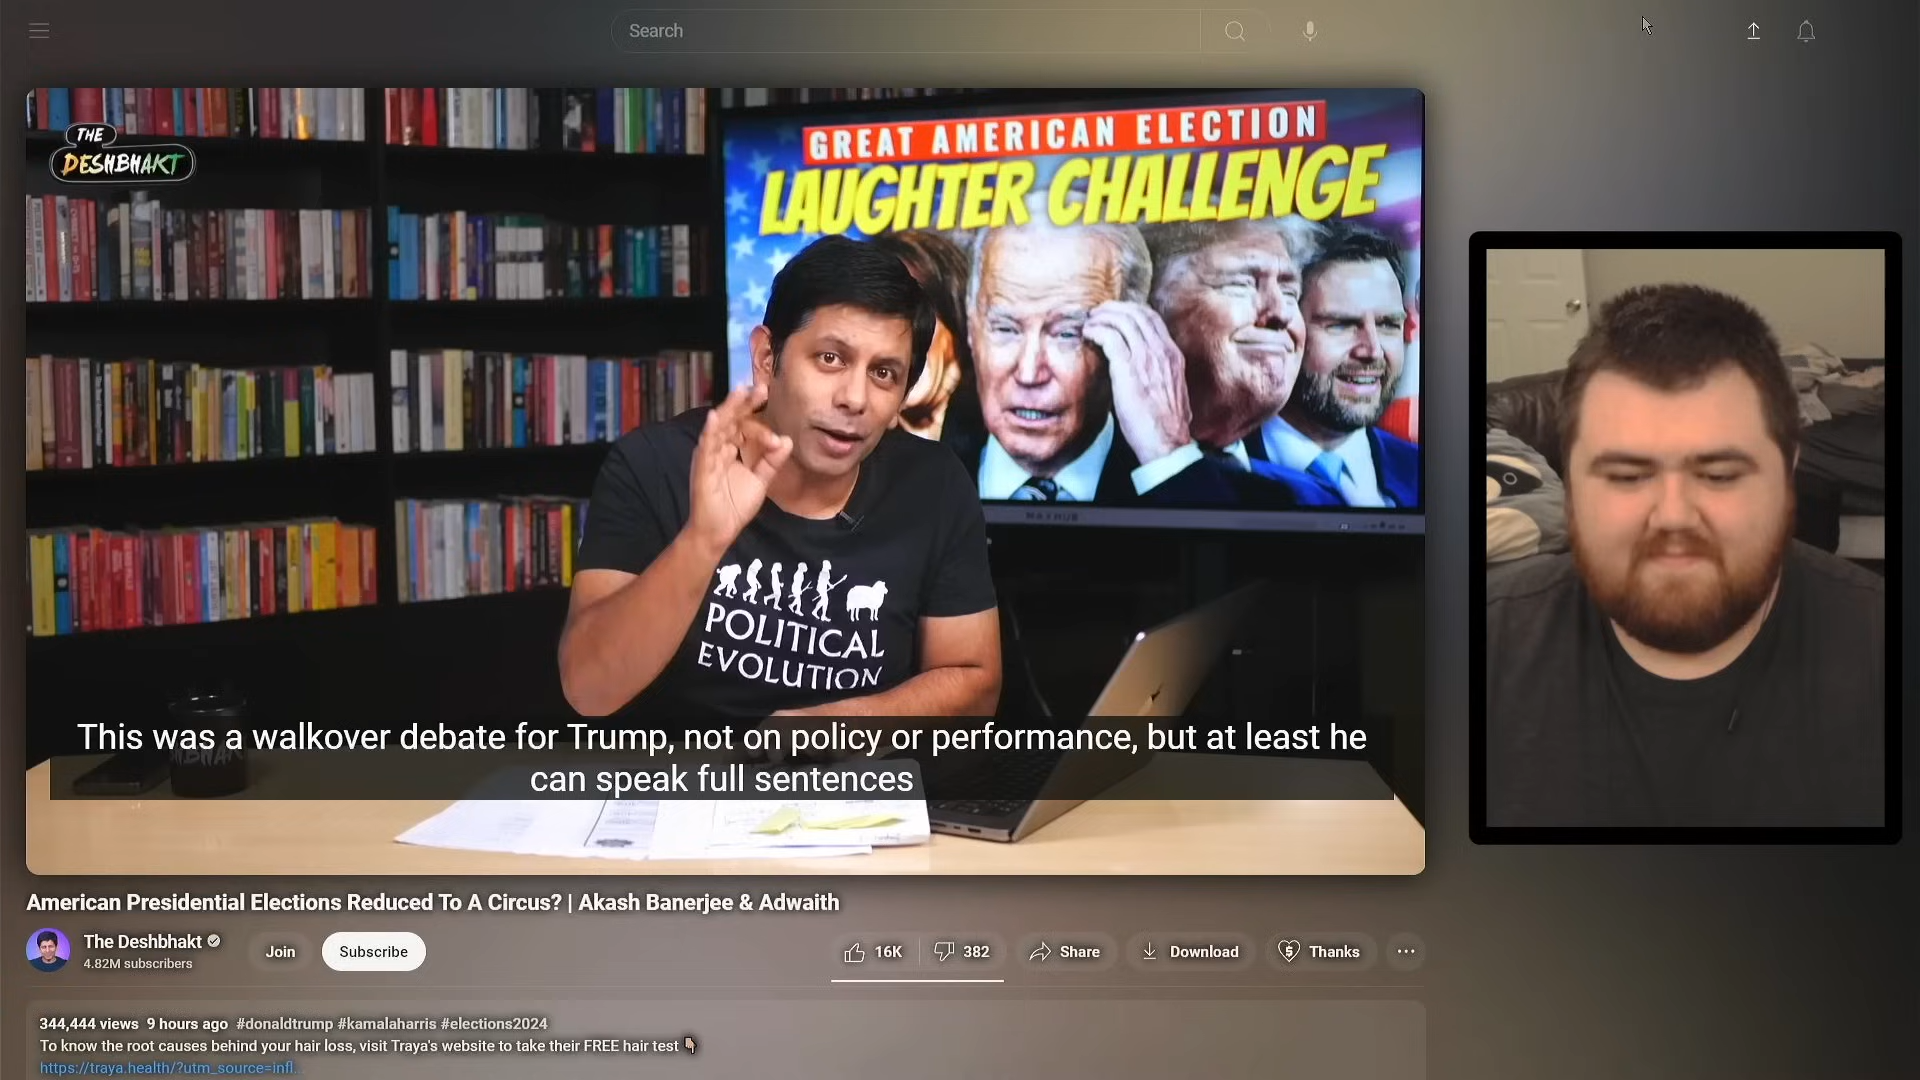 Search
THE
DESHBHAKT
GREAT AMERICAN ELECTION
LAUGHTER CHALLENGE
POLITICAL
EVOLUTION
This was a walkover debate for Trump, not on policy or performance, but at least he
can speak full sentences
American Presidential Elections Reduced To A Circus? | Akash Banerjee & Adwaith
The Deshbhakt
4.82M subscribers
Join
Subscribe
16K
382
Share
Download
Thanks
344,444 views 9 hours ago #donaldtrump #kamalaharris #elections2024
To know the root causes behind your hair loss, visit Traya's website to take their FREE hair test
https://traya.health/?utm_source=infl...